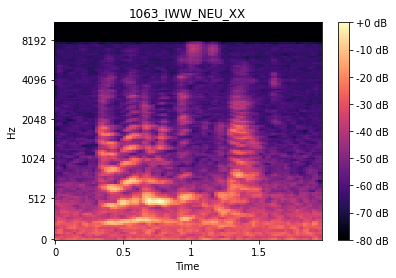 1063_IWW_NEU_XX
+0 dB
8192
-10 dB
4096
-20 dB
-30 dB
2048
-40 dB
Hz
1024
-50 dB
512
-60 dB
-70 dB
0
-80 dB
0 0.5 1 1.5
Time